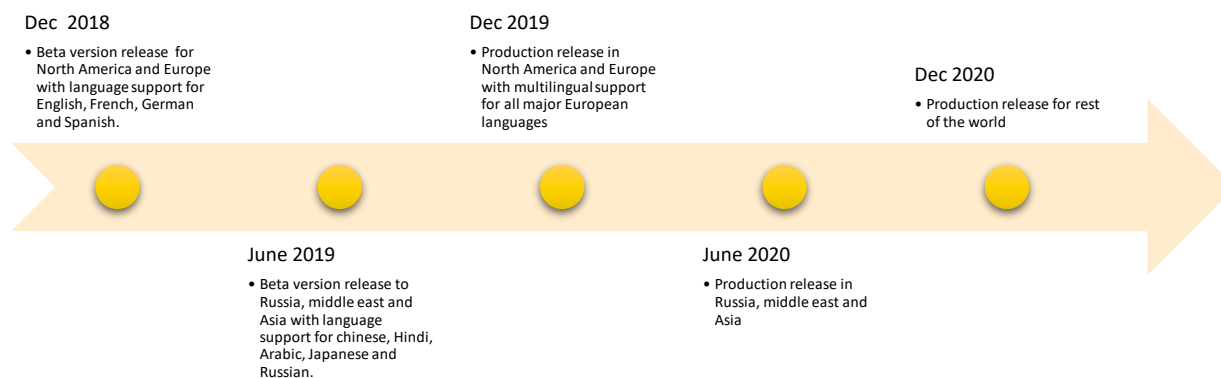 Dec 2018
• Beta version release for
North America and Europe
with language support for
English, French, German
and Spanish.
June 2019
• Beta version release to
Russia, middle east and
Asia with language
support for chinese, Hindi,
Arabic, Japanese and
Russian.
Dec 2019
• Production release in
North America and Europe
with multilingual support
for all major European
languages
June 2020
• Production release in
Russia, middle east and
Asia
Dec 2020
• Production release for rest
of the world